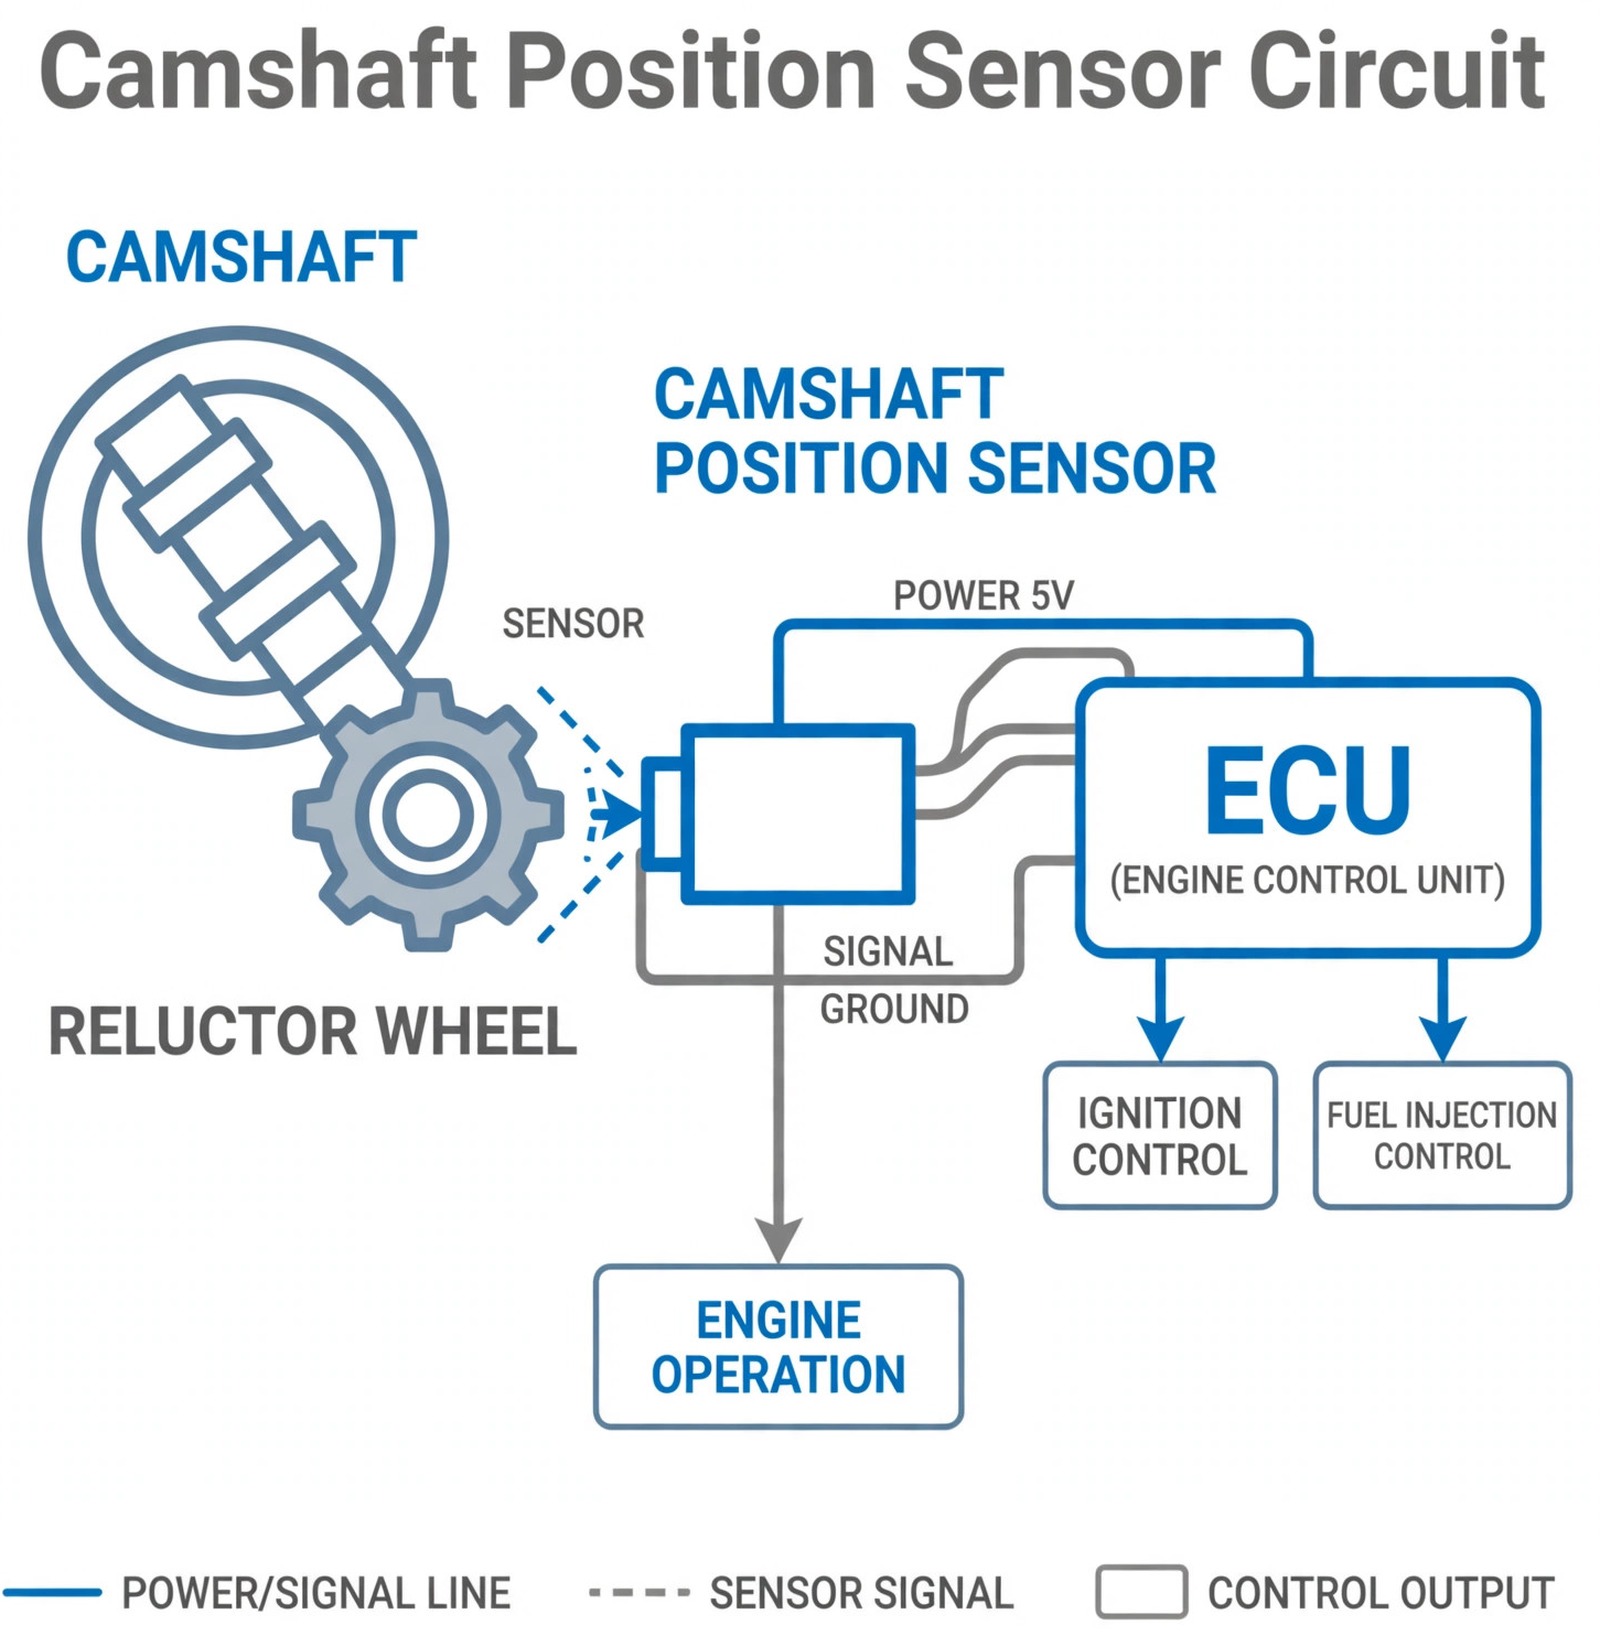 Camshaft Position Sensor Circuit
CAMSHAFT
CAMSHAFT
POSITION SENSOR
SENSOR
POWER 5V
ECU
(ENGINE CONTROL UNIT)
SIGNAL
GROUND
RELUCTOR WHEEL
IGNITION
CONTROL
FUEL INJECTION
CONTROL
ENGINE
OPERATION
POWER/SIGNAL LINE
SENSOR SIGNAL
CONTROL OUTPUT